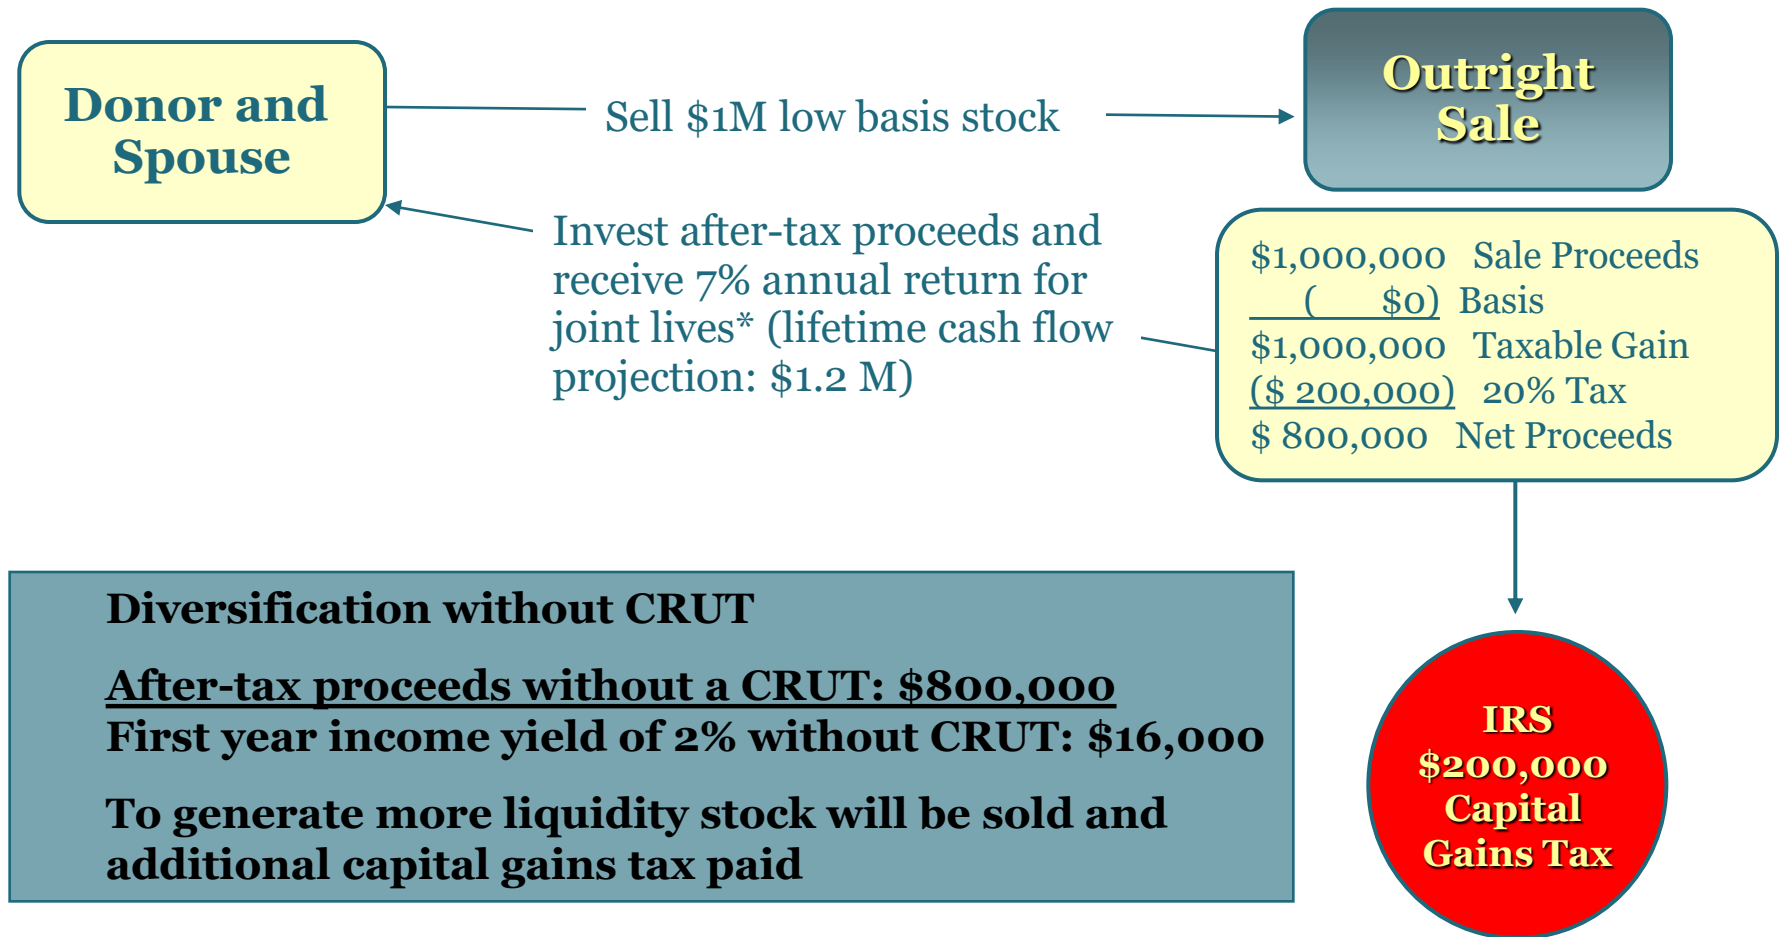 Donor and
Spouse
Sell $1M low basis stock
Outright
Sale
Invest after-tax proceeds and
receive 7% annual return for
joint lives* (lifetime cash flow
projection: $1.2 M)
$1,000,000 Sale Proceeds
( $0) Basis
$1,000,000 Taxable Gain
($ 200,000) 20% Tax
$ 800,000 Net Proceeds
Diversification without CRUT
After-tax proceeds without a CRUT: $800,000
First year income yield of 2% without CRUT: $16,000
To generate more liquidity stock will be sold and
additional capital gains tax paid
IRS
$200,000
Capital
Gains Tax